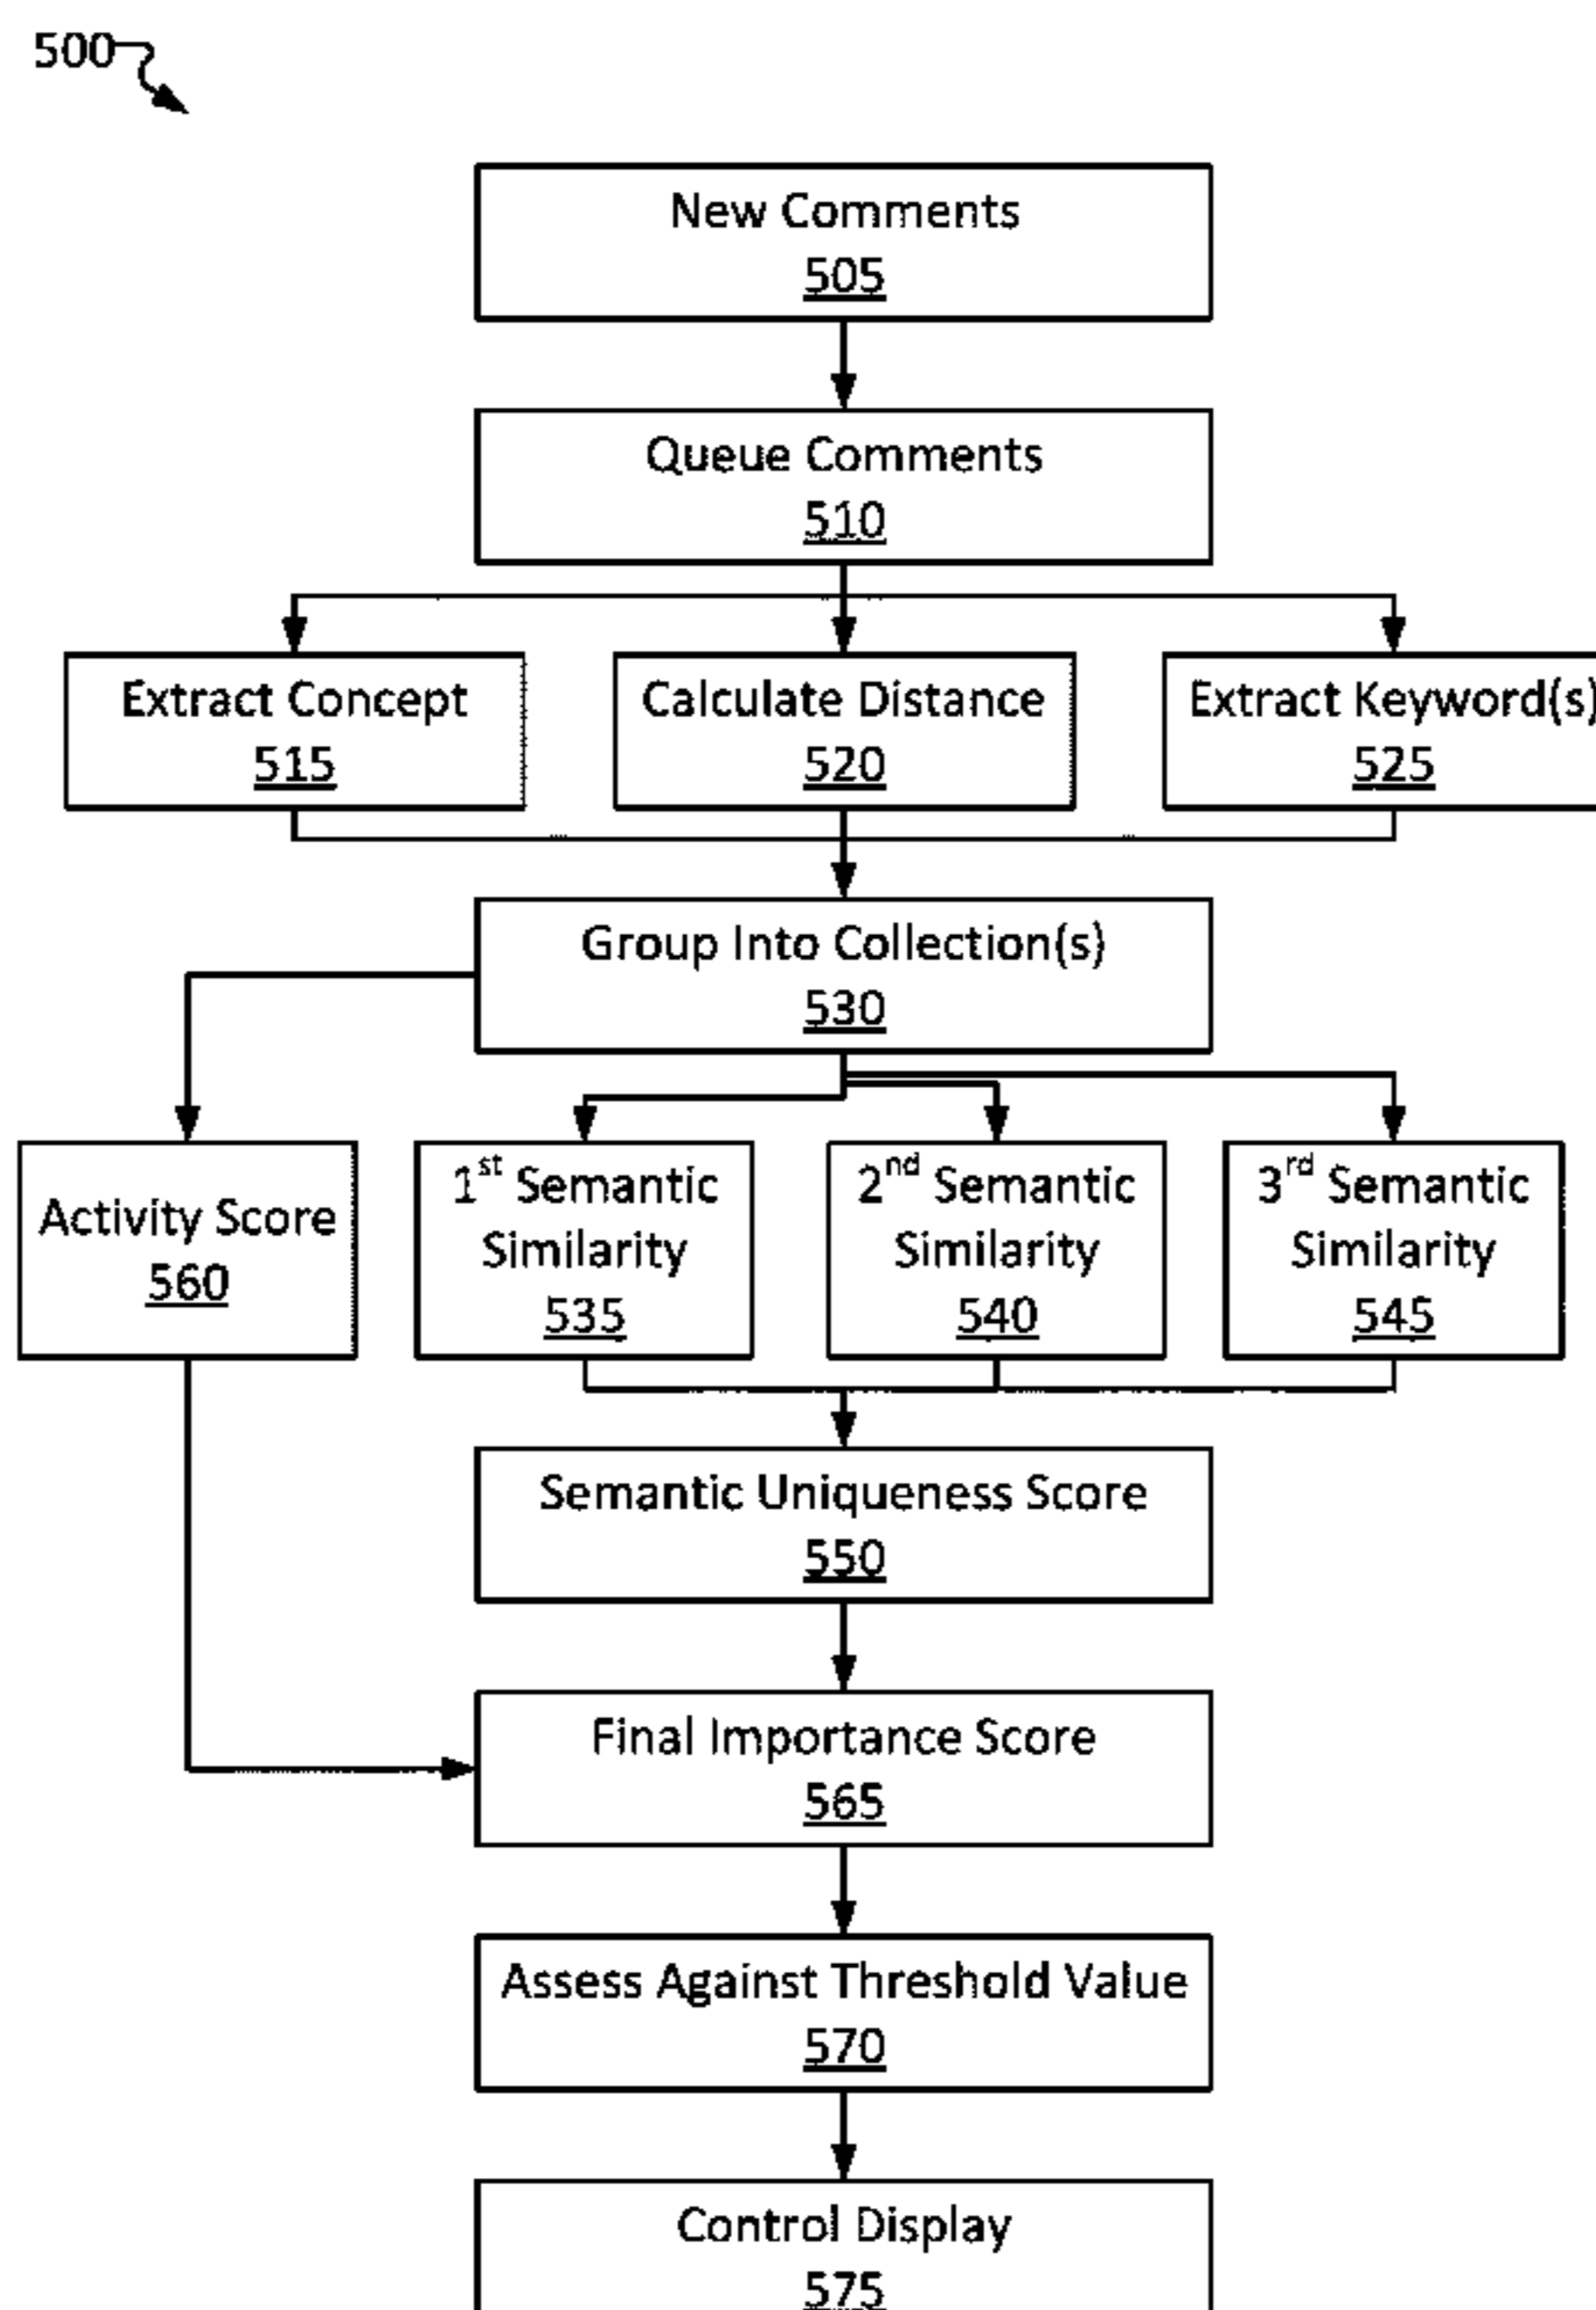 500
New Comments
505
Queue Comments
510
Extract Concept
515
Calculate Distance
520
Extract Keyword(s)
525
Group Into Collection(s)
530
Activity Score
560
1st Semantic
Similarity
535
2nd Semantic
Similarity
540
3rd Semantic
Similarity
545
Semantic Uniqueness Score
550
Final Importance Score
565
Assess Against Threshold Value
570
Control Display
575